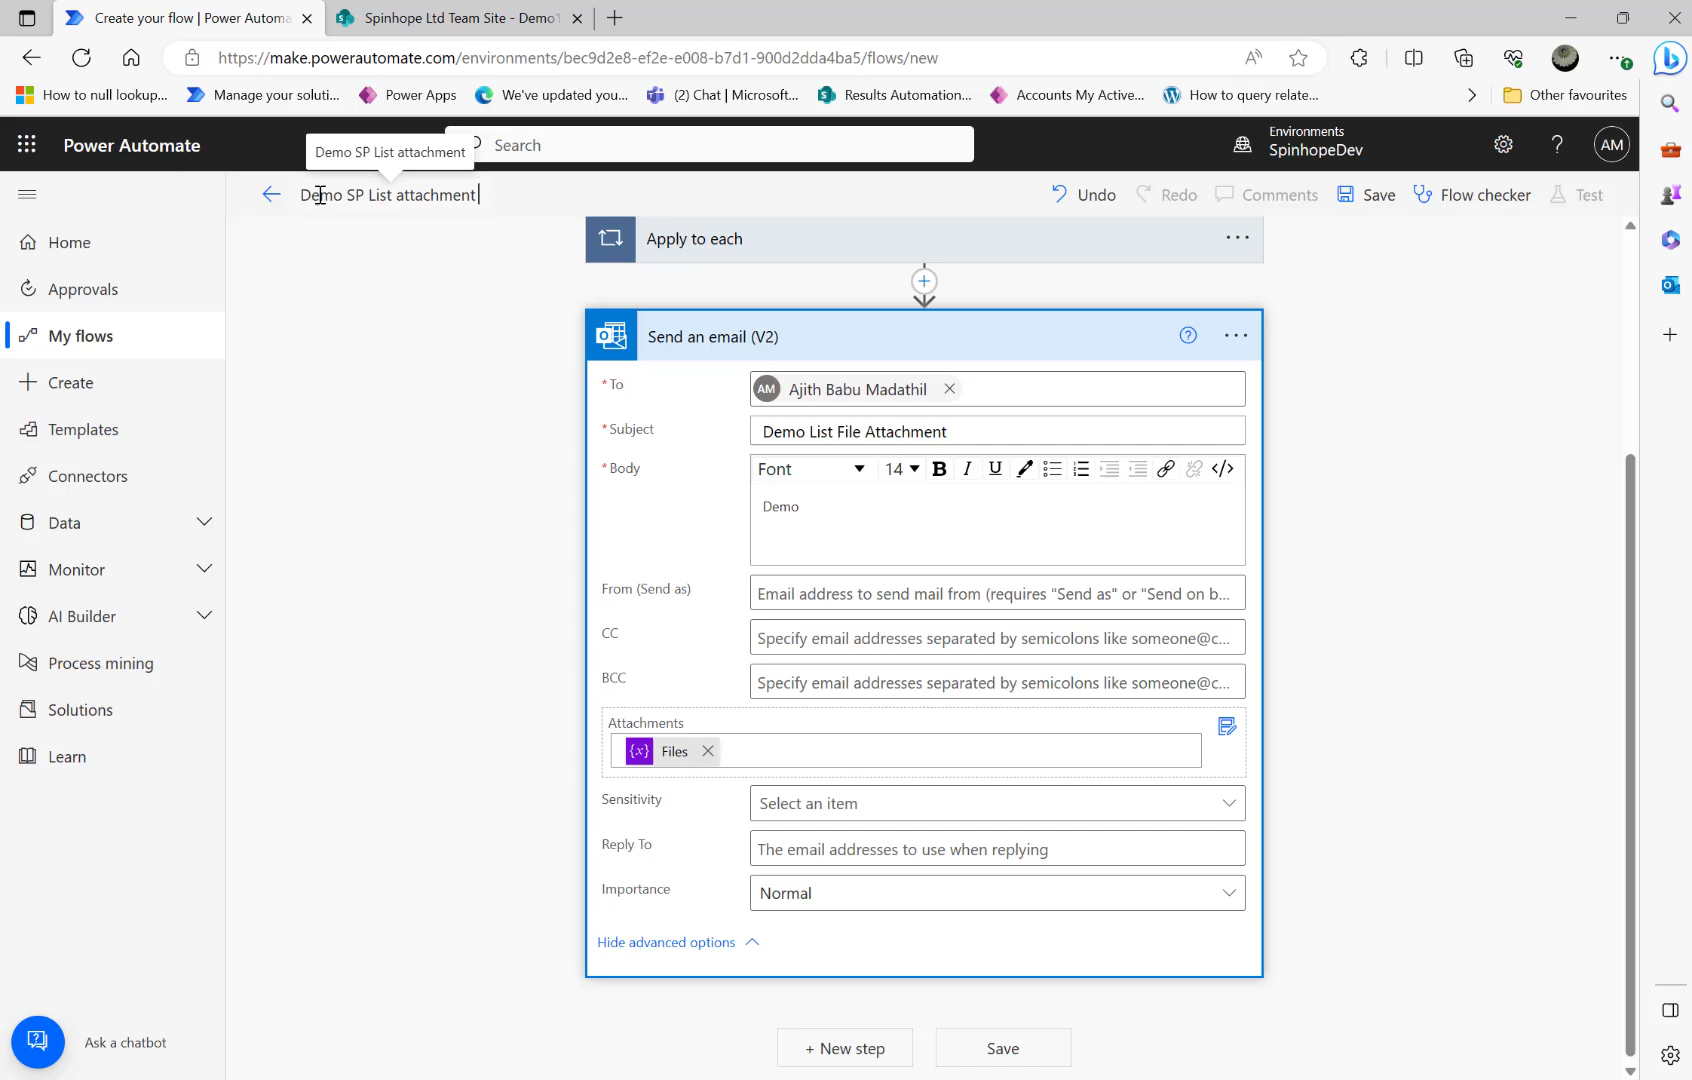 Create your flow | Power Automa
Spinhope Ltd Team Site - Demo1
https://make.powerautomate.com/environments/bec9d2e8-ef2e-e008-b7d1-900d2dda4ba5/flows/new
How to null lookup...
Manage your soluti...
Power Apps
We've updated you...
(2) Chat | Microsoft...
Results Automation...
Accounts My Active...
How to query relate...
Other favourites
Power Automate
Demo SP List attachment
Search
Environments
SpinhopeDev
AM
Demo SP List attachment
Undo
Redo
Comments
Save
Flow checker
Test
Home
Approvals
My flows
Create
Templates
Connectors
Data
Monitor
AI Builder
Process mining
Solutions
Learn
Ask a chatbot
Apply to each
Send an email (V2)
* To
AM Ajith Babu Madathil
* Subject
Demo List File Attachment
* Body
Font 14 B I U </>
Demo
From (Send as)
Email address to send mail from (requires "Send as" or "Send on b...
CC
Specify email addresses separated by semicolons like someone@c...
BCC
Specify email addresses separated by semicolons like someone@c...
Attachments
{x} Files
Sensitivity
Select an item
Reply To
The email addresses to use when replying
Importance
Normal
Hide advanced options
+ New step
Save